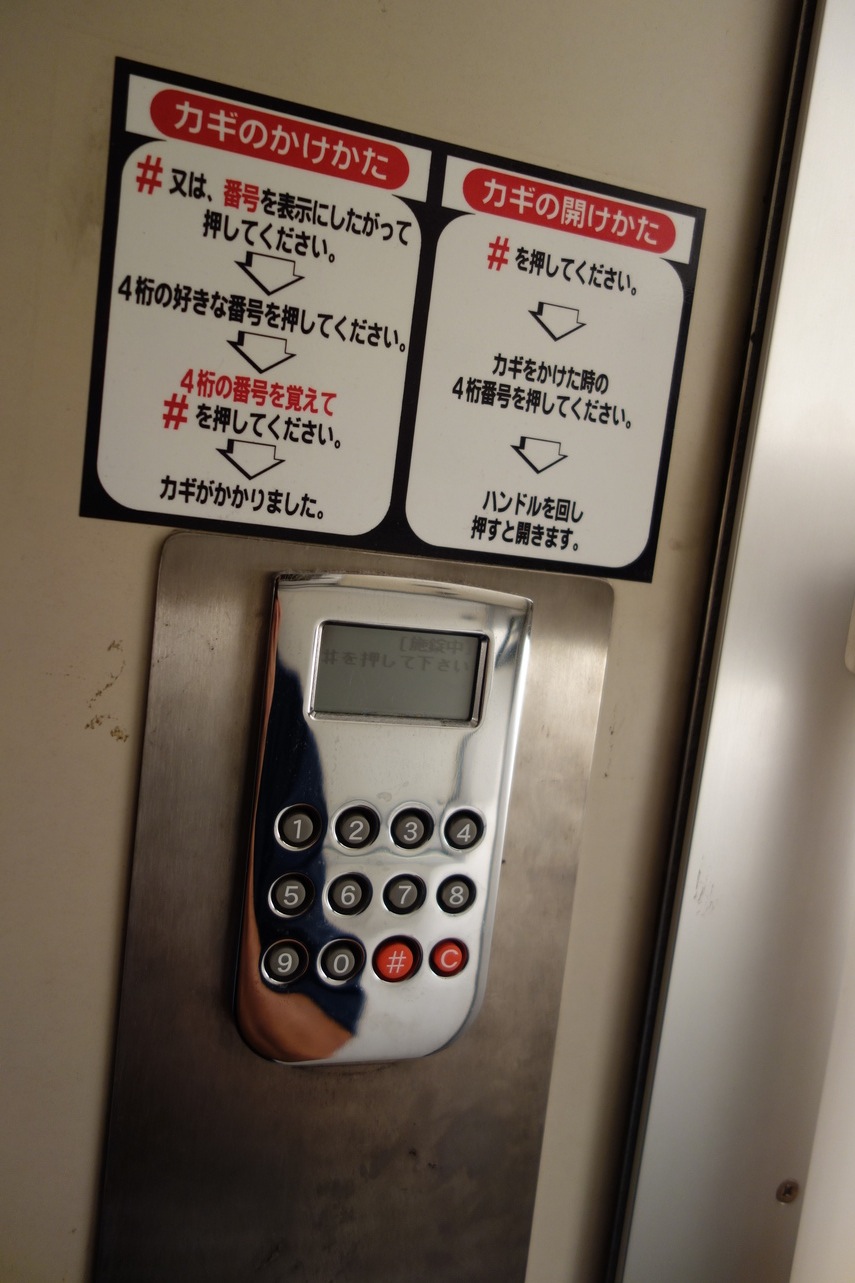 カギのかけかた
# 又は、番号を表示にしたがって
押してください。
4桁の好きな番号を押してください。
4桁の番号を覚えて
# を押してください。
カギがかかりました。
カギの開けかた
# を押してください。
カギをかけた時の
4桁番号を押してください。
ハンドルを回し
押すと開きます。
[施錠中
#を押して下さい
1 2 3 4
5 6 7 8
9 0 # C